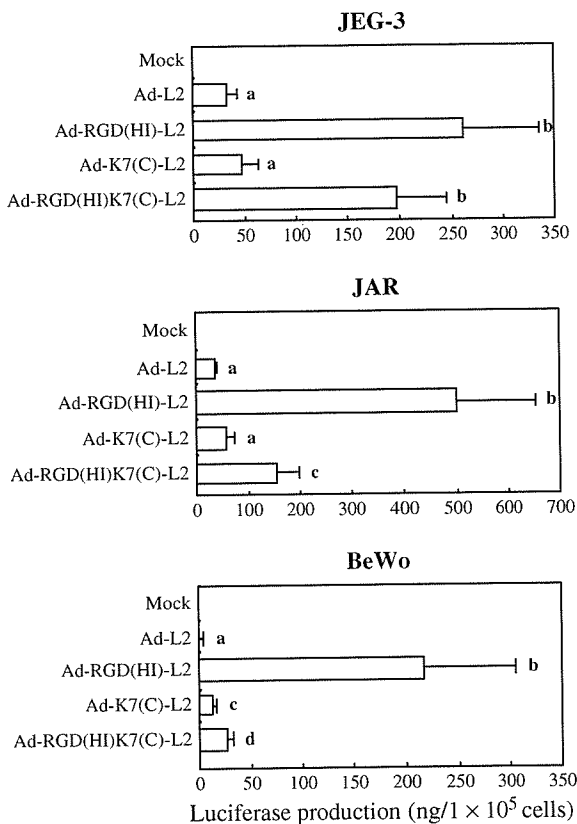 JEG-3
Mock
Ad-L2 a
Ad-RGD(HI)-L2 b
Ad-K7(C)-L2 a
Ad-RGD(HI)K7(C)-L2 b
0 50 100 150 200 250 300 350
JAR
Mock
Ad-L2 a
Ad-RGD(HI)-L2 b
Ad-K7(C)-L2 a
Ad-RGD(HI)K7(C)-L2 c
0 100 200 300 400 500 600 700
BeWo
Mock
Ad-L2 a
Ad-RGD(HI)-L2 b
Ad-K7(C)-L2 c
Ad-RGD(HI)K7(C)-L2 d
0 50 100 150 200 250 300 350
Luciferase production (ng/1 × 10⁵ cells)